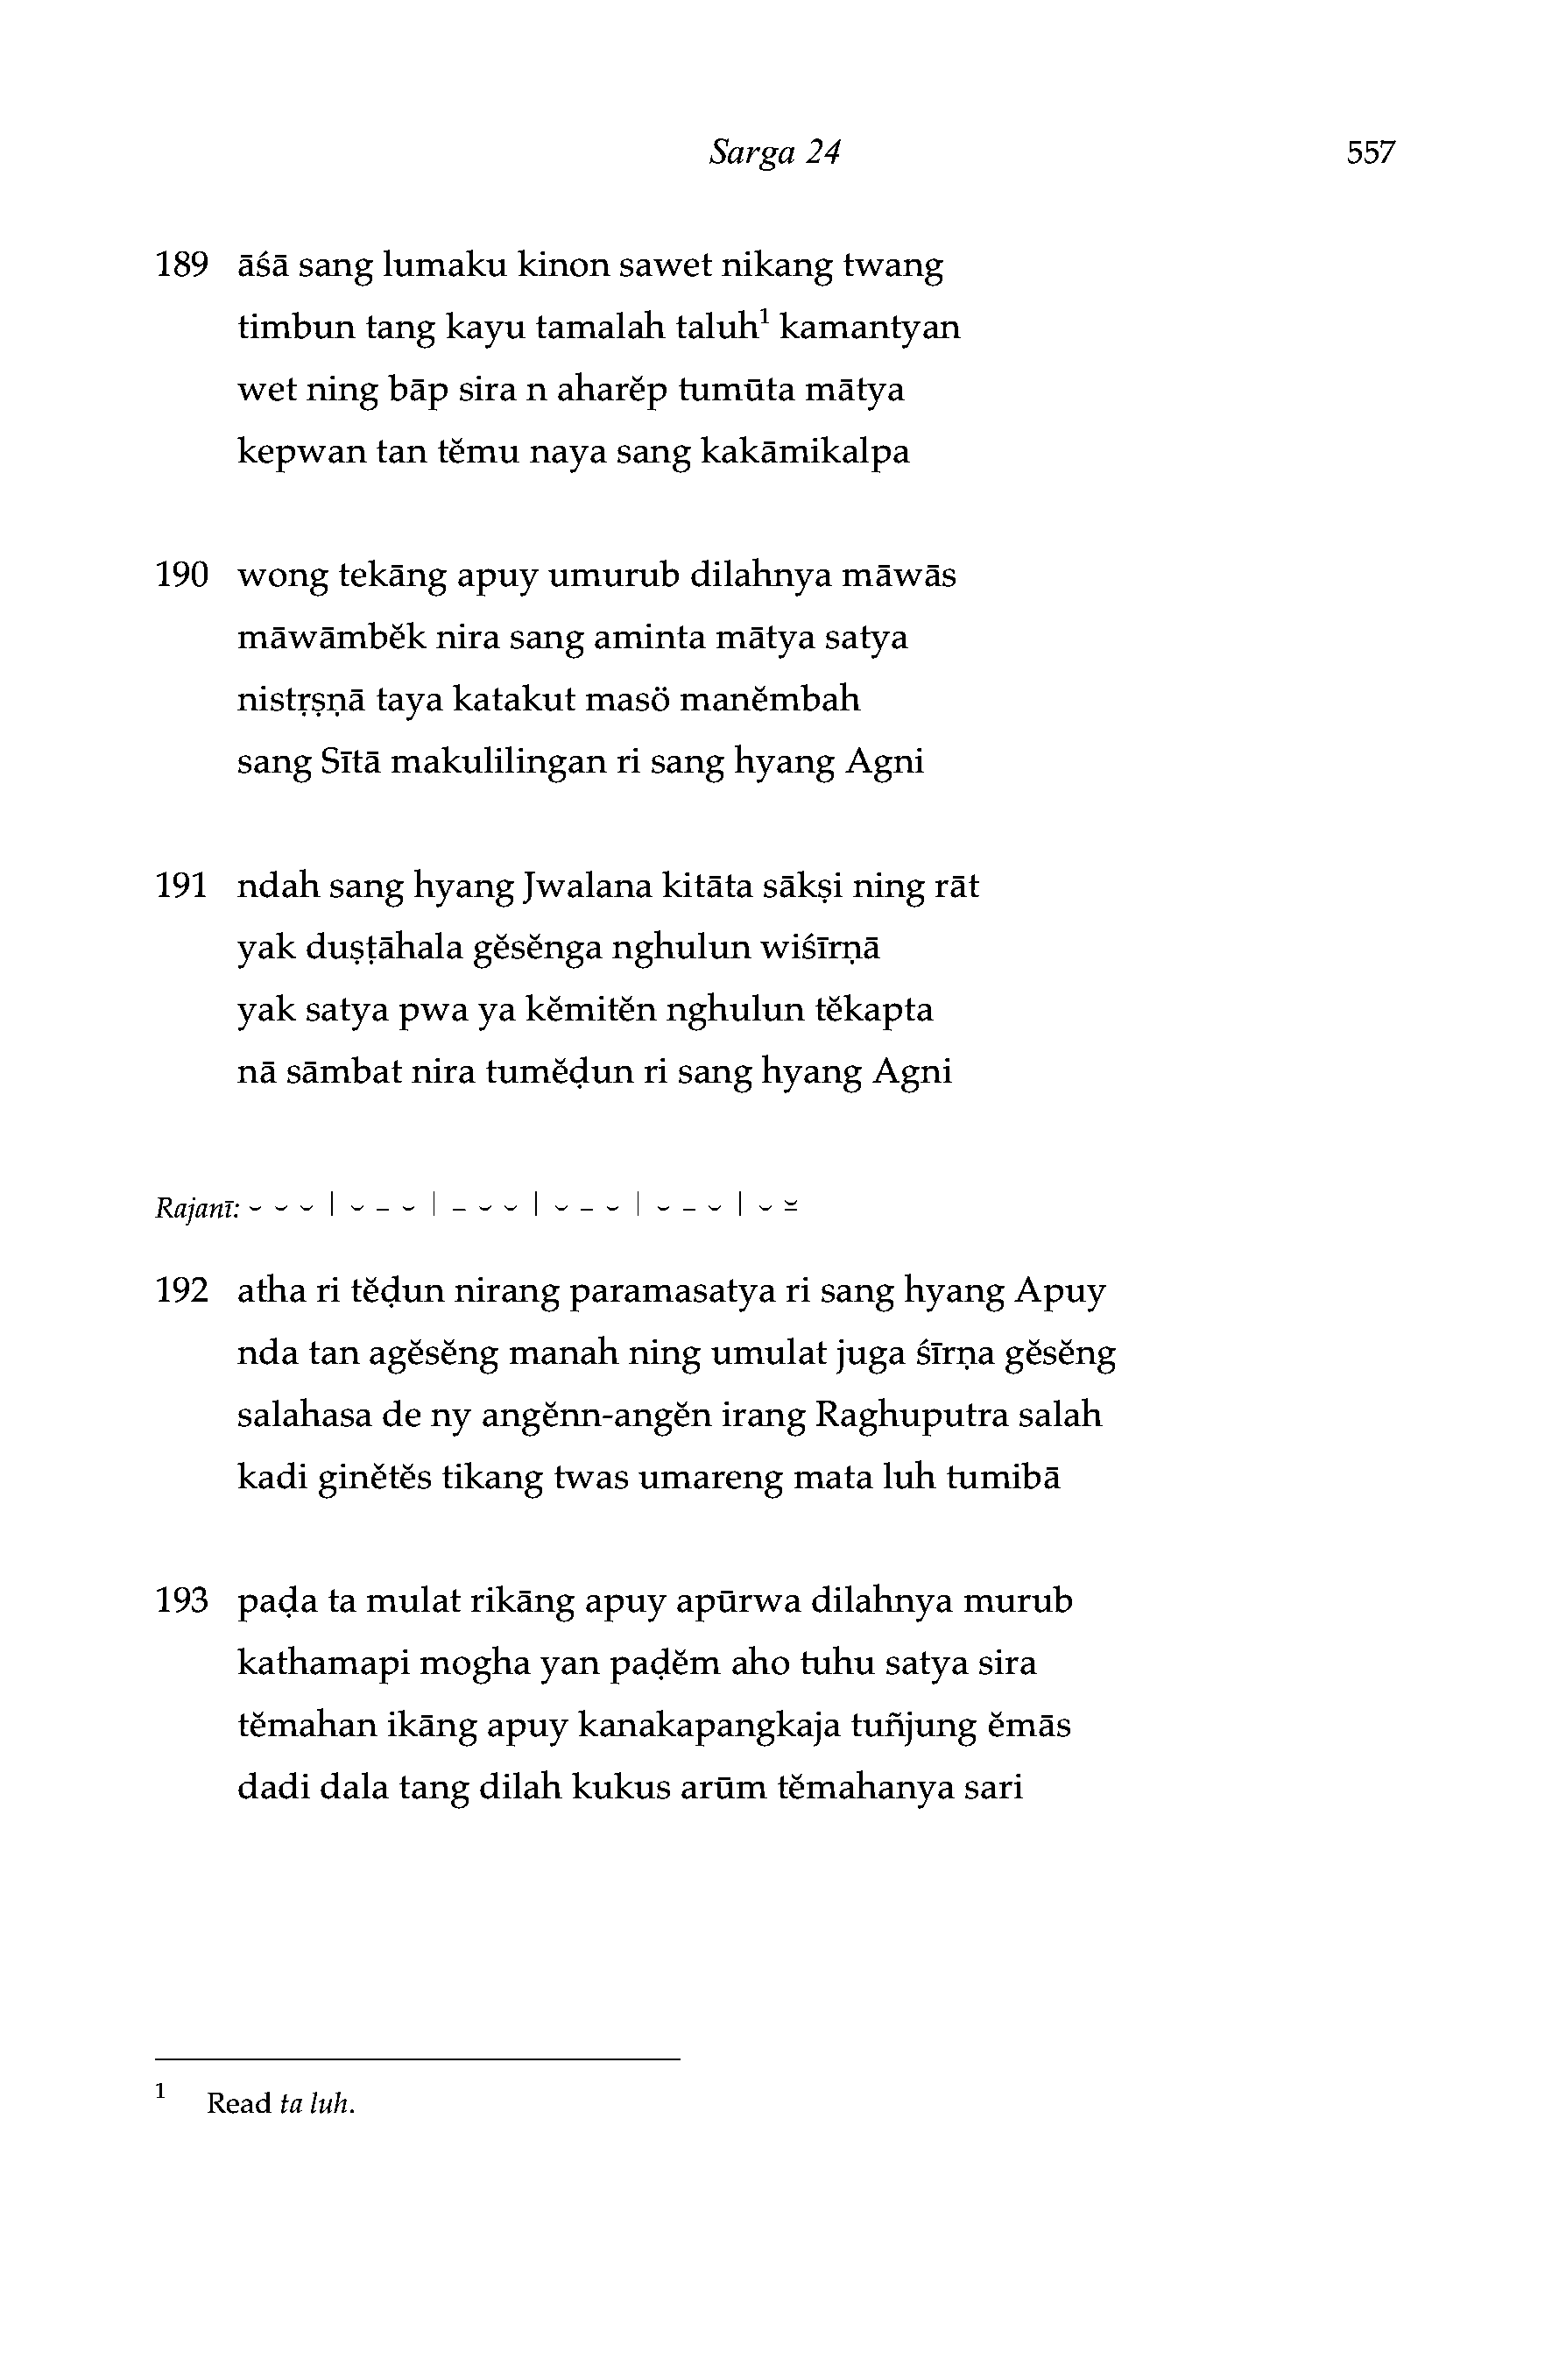 Sarga 24 557
189 āśā sang lumaku kinon sawet nikang twang
timbun tang kayu tamalah taluh¹ kamantyan
wet ning bāp sira n aharĕp tumūta mātya
kepwan tan tĕmu naya sang kakāmikalpa
190 wong tekāng apuy umurub dilahnya māwās
māwāmbĕk nira sang aminta mātya satya
nistṛṣṇā taya katakut masö manĕmbah
sang Sītā makulilingan ri sang hyang Agni
191 ndah sang hyang Jwalana kitāta sākṣi ning rāt
yak duṣṭāhala gĕsĕnga nghulun wiśīrṇā
yak satya pwa ya kĕmitĕn nghulun tĕkapta
nā sāmbat nira tumĕḍun ri sang hyang Agni
Rajanī: ⏑ ⏑ ⏑ | ⏑ – ⏑ | – ⏑ ⏑ | ⏑ – ⏑ | ⏑ – ⏑ | ⏑ ⏓
192 atha ri tĕḍun nirang paramasatya ri sang hyang Apuy
nda tan agĕsĕng manah ning umulat juga śīrṇa gĕsĕng
salahasa de ny angĕnn-angĕn irang Raghuputra salah
kadi ginĕtĕs tikang twas umareng mata luh tumibā
193 paḍa ta mulat rikāng apuy apūrwa dilahnya murub
kathamapi mogha yan paḍĕm aho tuhu satya sira
tĕmahan ikāng apuy kanakapangkaja tuñjung ĕmās
dadi dala tang dilah kukus arūm tĕmahanya sari
¹ Read ta luh.